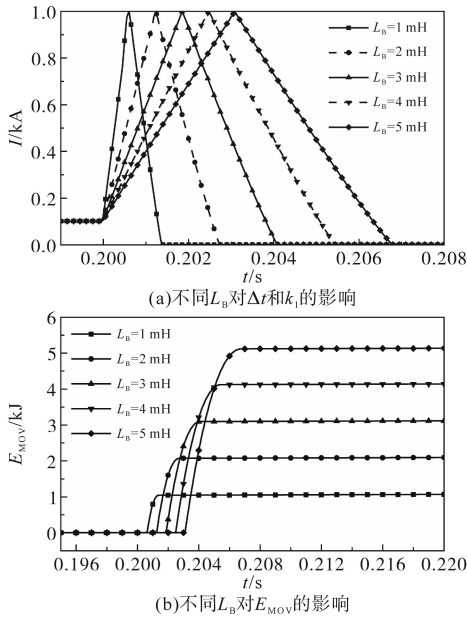 1.0
0.8
0.6
0.4
0.2
0.0
I/kA
L_B=1 mH
L_B=2 mH
L_B=3 mH
L_B=4 mH
L_B=5 mH
0.200 0.202 0.204 0.206 0.208
t/s
(a)不同L_B对Δt和k₁的影响
6
5
4
3
2
1
0
E_MOV/kJ
L_B=1 mH
L_B=2 mH
L_B=3 mH
L_B=4 mH
L_B=5 mH
0.196 0.200 0.204 0.208 0.212 0.216 0.220
t/s
(b)不同L_B对E_MOV的影响